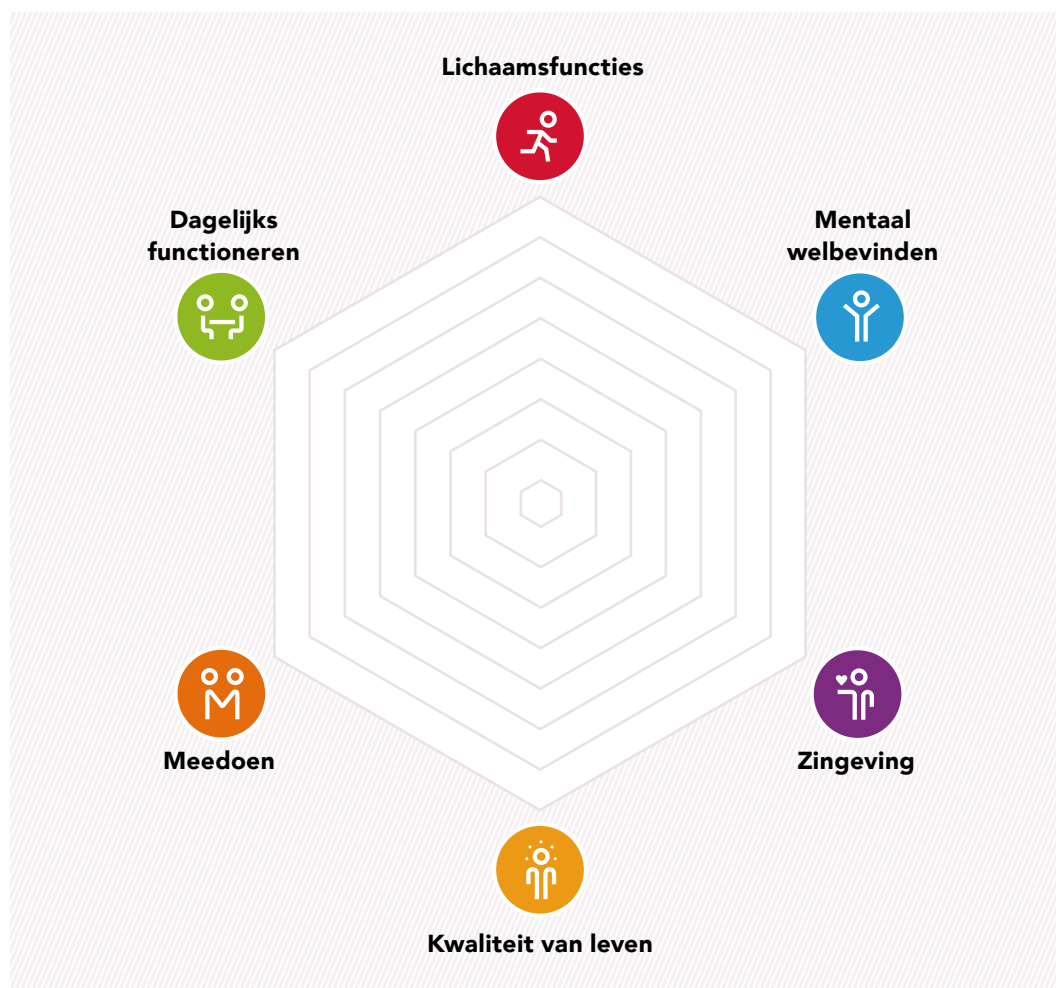 Lichaamsfuncties
Dagelijks
functioneren
Mentaal
welbevinden
Meedoen
Zingeving
Kwaliteit van leven